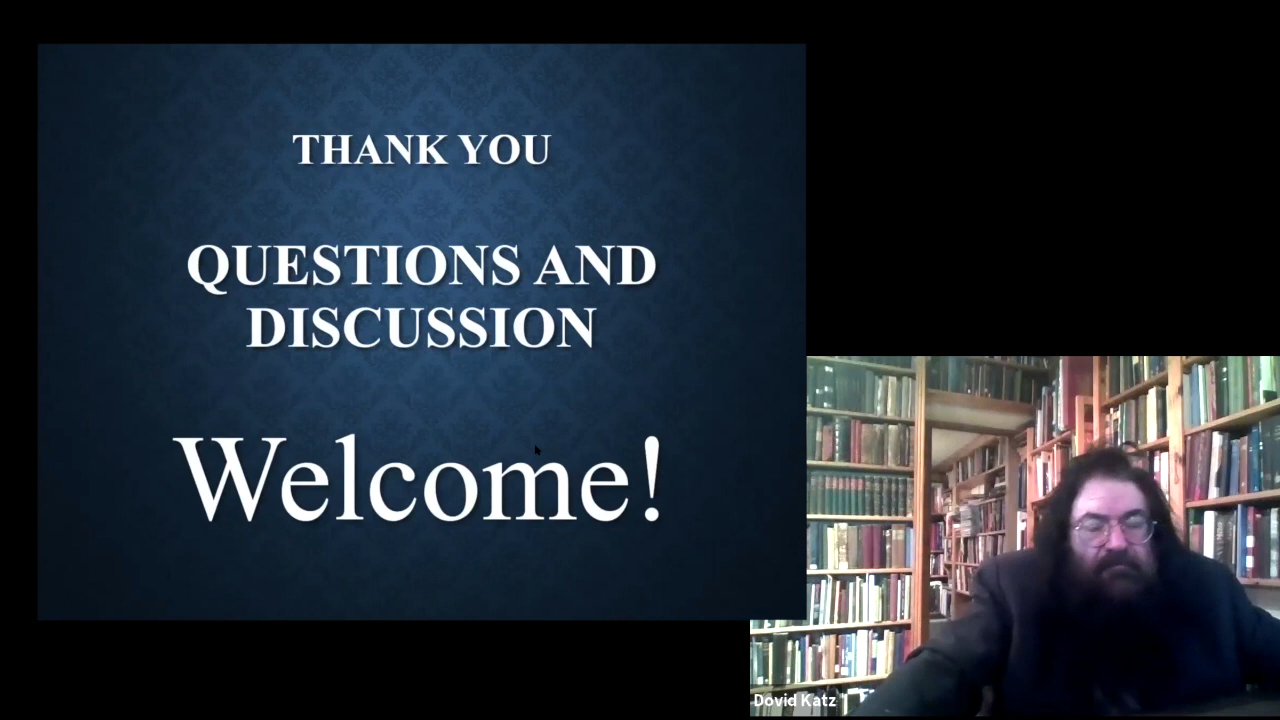 THANK YOU
QUESTIONS AND
DISCUSSION
Welcome!
Dovid Katz